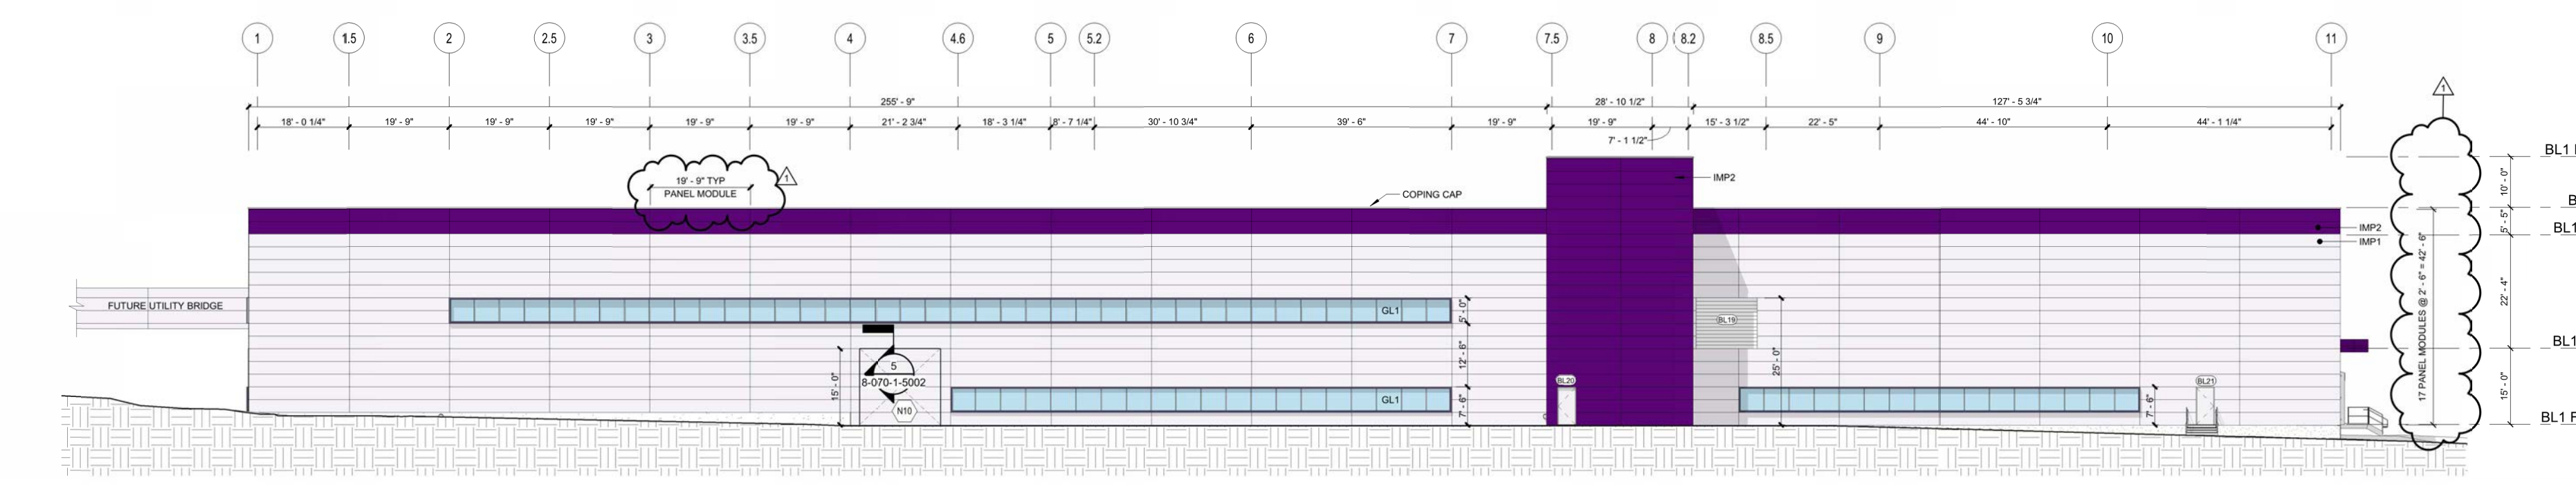 1 1.5 2 2.5 3 3.5 4 4.6 5 5.2 6 7 7.5 8 8.2 8.5 9 10 11
255' - 9" 28' - 10 1/2" 127' - 5 3/4"
18' - 0 1/4" 19' - 9" 19' - 9" 19' - 9" 19' - 9" 19' - 9" 21' - 2 3/4" 18' - 3 1/4" 8' - 7 1/4" 30' - 10 3/4" 39' - 6" 19' - 9" 19' - 9" 15' - 3 1/2" 22' - 5" 44' - 10" 44' - 1 1/4"
7' - 1 1/2"
1
19' - 9" TYP
PANEL MODULE
1
COPING CAP
IMP2
IMP2
IMP1
FUTURE UTILITY BRIDGE
GL1
5' - 0"
12' - 6"
7' - 6"
BL19
25' - 0"
15' - 0"
5
8-070-1-5002
N10
GL1
BL20
7' - 6"
BL21
17 PANEL MODULES @ 2' - 6" = 42' - 6"
10' - 0"
5' - 5"
22' - 4"
15' - 0"
BL1
B
BL1
BL1
BL1 F